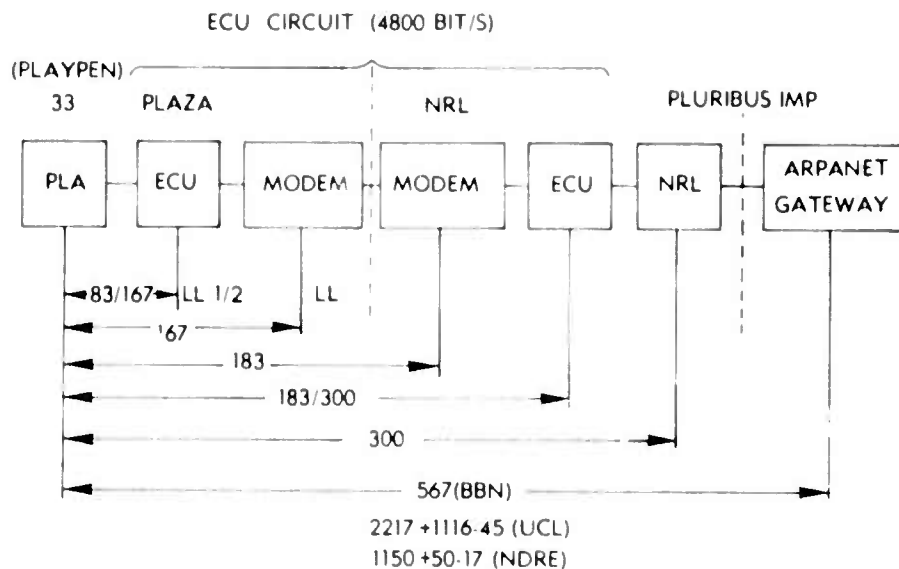 ECU CIRCUIT (4800 BIT/S)
(PLAYPEN)
33 PLAZA NRL PLURIBUS IMP
PLA ECU MODEM MODEM ECU NRL ARPANET GATEWAY
83/167 LL 1/2 LL
167
183
183/300
300
567(BBN)
2217 +1116-45 (UCL)
1150 +50-17 (NDRE)